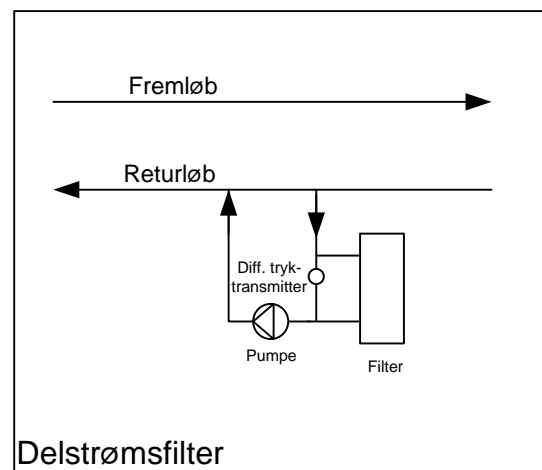 Fremløb
Returløb
Diff. tryk-
transmitter
Pumpe
Filter
Delstrømsfilter